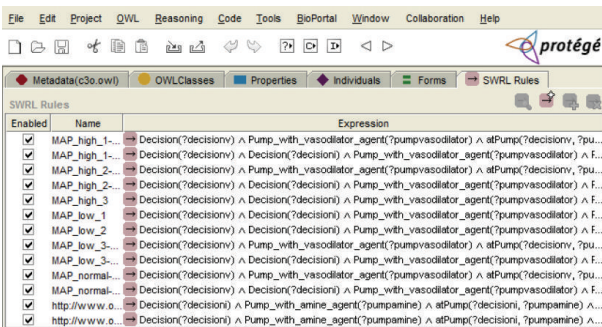 File Edit Project OWL Reasoning Code Tools BioPortal Window Collaboration Help
protégé
Metadata(c3o.owl) OWLClasses Properties Individuals Forms SWRL Rules
SWRL Rules
Enabled Name Expression
MAP_high_1-... Decision(?decisionv) ∧ Pump_with_vasodilator_agent(?pumpvasodilator) ∧ atPump(?decisionv, ?pu...
MAP_high_1-... Decision(?decisionv) ∧ Decision(?decisioni) ∧ Pump_with_vasodilator_agent(?pumpvasodilator) ∧ F...
MAP_high_2-... Decision(?decisionv) ∧ Pump_with_vasodilator_agent(?pumpvasodilator) ∧ atPump(?decisionv, ?pu...
MAP_high_2-... Decision(?decisionv) ∧ Decision(?decisioni) ∧ Pump_with_vasodilator_agent(?pumpvasodilator) ∧ F...
MAP_high_3 Decision(?decisionv) ∧ Decision(?decisioni) ∧ Pump_with_vasodilator_agent(?pumpvasodilator) ∧ F...
MAP_low_1 Decision(?decisionv) ∧ Decision(?decisioni) ∧ Pump_with_vasodilator_agent(?pumpvasodilator) ∧ F...
MAP_low_2 Decision(?decisionv) ∧ Decision(?decisioni) ∧ Pump_with_vasodilator_agent(?pumpvasodilator) ∧ F...
MAP_low_3-... Decision(?decisionv) ∧ Pump_with_vasodilator_agent(?pumpvasodilator) ∧ atPump(?decisionv, ?pu...
MAP_low_3-... Decision(?decisionv) ∧ Decision(?decisioni) ∧ Pump_with_vasodilator_agent(?pumpvasodilator) ∧ F...
MAP_normal-... Decision(?decisionv) ∧ Pump_with_vasodilator_agent(?pumpvasodilator) ∧ atPump(?decisionv, ?pu...
MAP_normal-... Decision(?decisionv) ∧ Decision(?decisioni) ∧ Pump_with_vasodilator_agent(?pumpvasodilator) ∧ F...
http://www.o... Decision(?decisioni) ∧ Pump_with_amine_agent(?pumpamine) ∧ atPump(?decisioni, ?pumpamine) ∧...
http://www.o... Decision(?decisioni) ∧ Pump_with_amine_agent(?pumpamine) ∧ atPump(?decisioni, ?pumpamine) ∧...